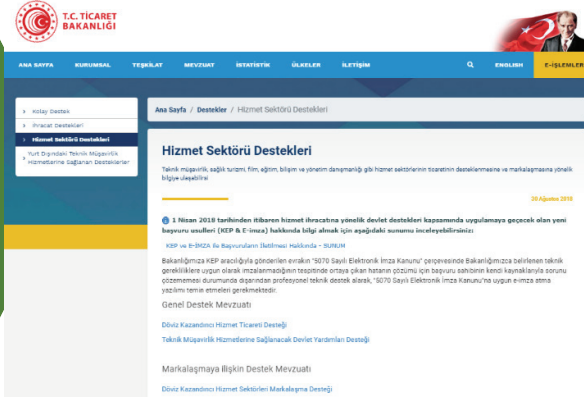 T.C. TİCARET
BAKANLIĞI
ANA SAYFA KURUMSAL TEŞKİLAT MEVZUAT İSTATİSTİK ÜLKELER İLETİŞİM ENGLISH E-İŞLEMLER
Kolay Destek
İhracat Destekleri
Hizmet Sektörü Destekleri
Yurt Dışındaki Teknik Müşavirlik
Hizmetlerine Sağlanan Destekler
Ana Sayfa / Destekler / Hizmet Sektörü Destekleri
Hizmet Sektörü Destekleri
Teknik müşavirlik, sağlık turizmi, film, eğitim, bilişim ve yönetim danışmanlığı gibi hizmet sektörlerinin ticaretinin desteklenmesine ve markalaşmasına yönelik
bilgiye ulaşabilirsi
30 Ağustos 2018
1 Nisan 2018 tarihinden itibaren hizmet ihracatına yönelik devlet destekleri kapsamında uygulamaya geçecek olan yeni
başvuru usulleri (KEP & E-imza) hakkında bilgi almak için aşağıdaki sunumu inceleyebilirsiniz:
KEP ve E-İMZA ile Başvuruların İletilmesi Hakkında - SUNUM
Bakanlığımıza KEP aracılığıyla gönderilen evrakın "5070 Sayılı Elektronik İmza Kanunu" çerçevesinde Bakanlığımızca belirlenen teknik
gerekliliklere uygun olarak imzalanmadığının tespitinde ortaya çıkan hatanın çözümü için başvuru sahibinin kendi kaynaklarıyla sorunu
çözememesi durumunda dışarından profesyonel teknik destek alarak, "5070 Sayılı Elektronik İmza Kanunu'na uygun e-imza atma
yazılımı temin etmeleri gerekmektedir.
Genel Destek Mevzuatı
Döviz Kazandırıcı Hizmet Ticareti Desteği
Teknik Müşavirlik Hizmetlerine Sağlanacak Devlet Yardımları Desteği
Markalaşmaya İlişkin Destek Mevzuatı
Döviz Kazandırıcı Hizmet Sektörleri Markalaşma Desteği